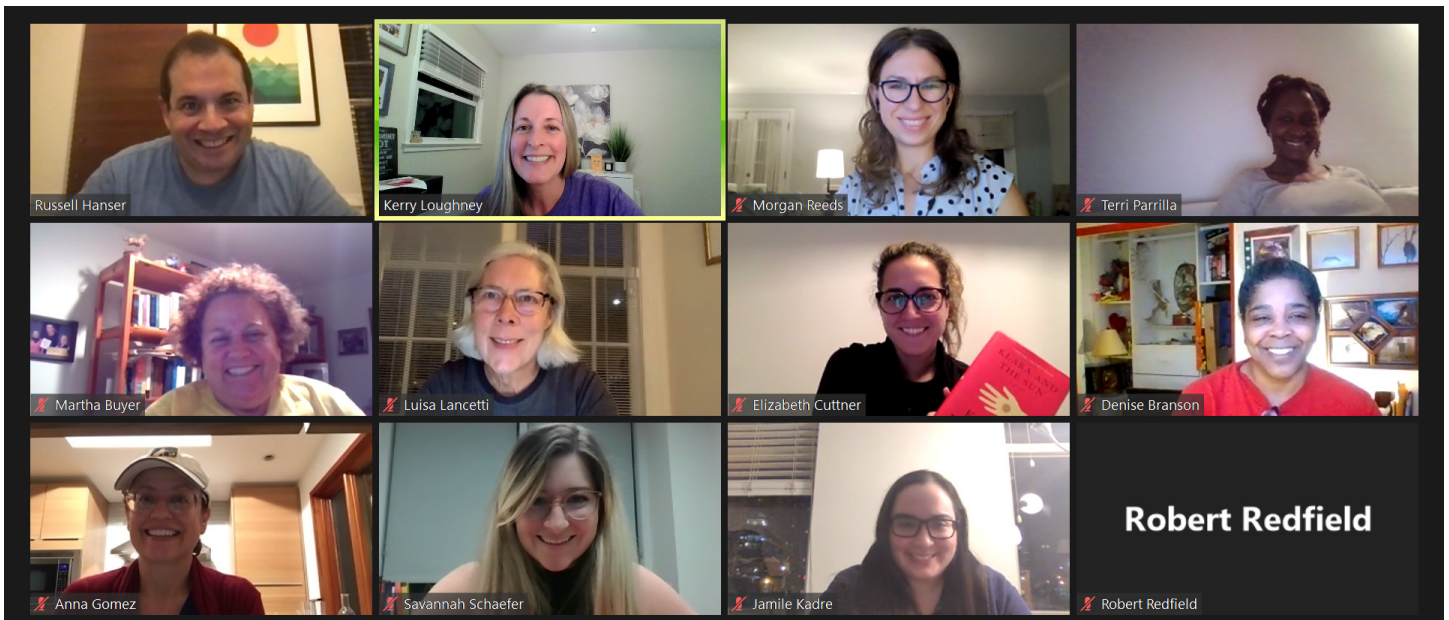 Russell Hanser
Kerry Loughney
Morgan Reeds
Terri Parrilla
Martha Buyer
Luisa Lancetti
Elizabeth Cuttner
KLARA AND
THE SUN
Denise Branson
Anna Gomez
Savannah Schaefer
Jamile Kadre
Robert Redfield
Robert Redfield